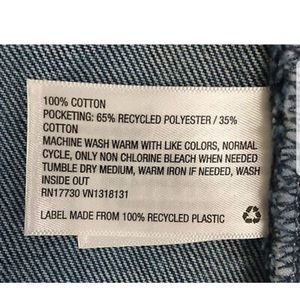 100% COTTON
POCKETING: 65% RECYCLED POLYESTER / 35%
COTTON
MACHINE WASH WARM WITH LIKE COLORS, NORMAL
CYCLE, ONLY NON CHLORINE BLEACH WHEN NEEDED
TUMBLE DRY MEDIUM, WARM IRON IF NEEDED, WASH
INSIDE OUT
RN17730 VN1318131
LABEL MADE FROM 100% RECYCLED PLASTIC